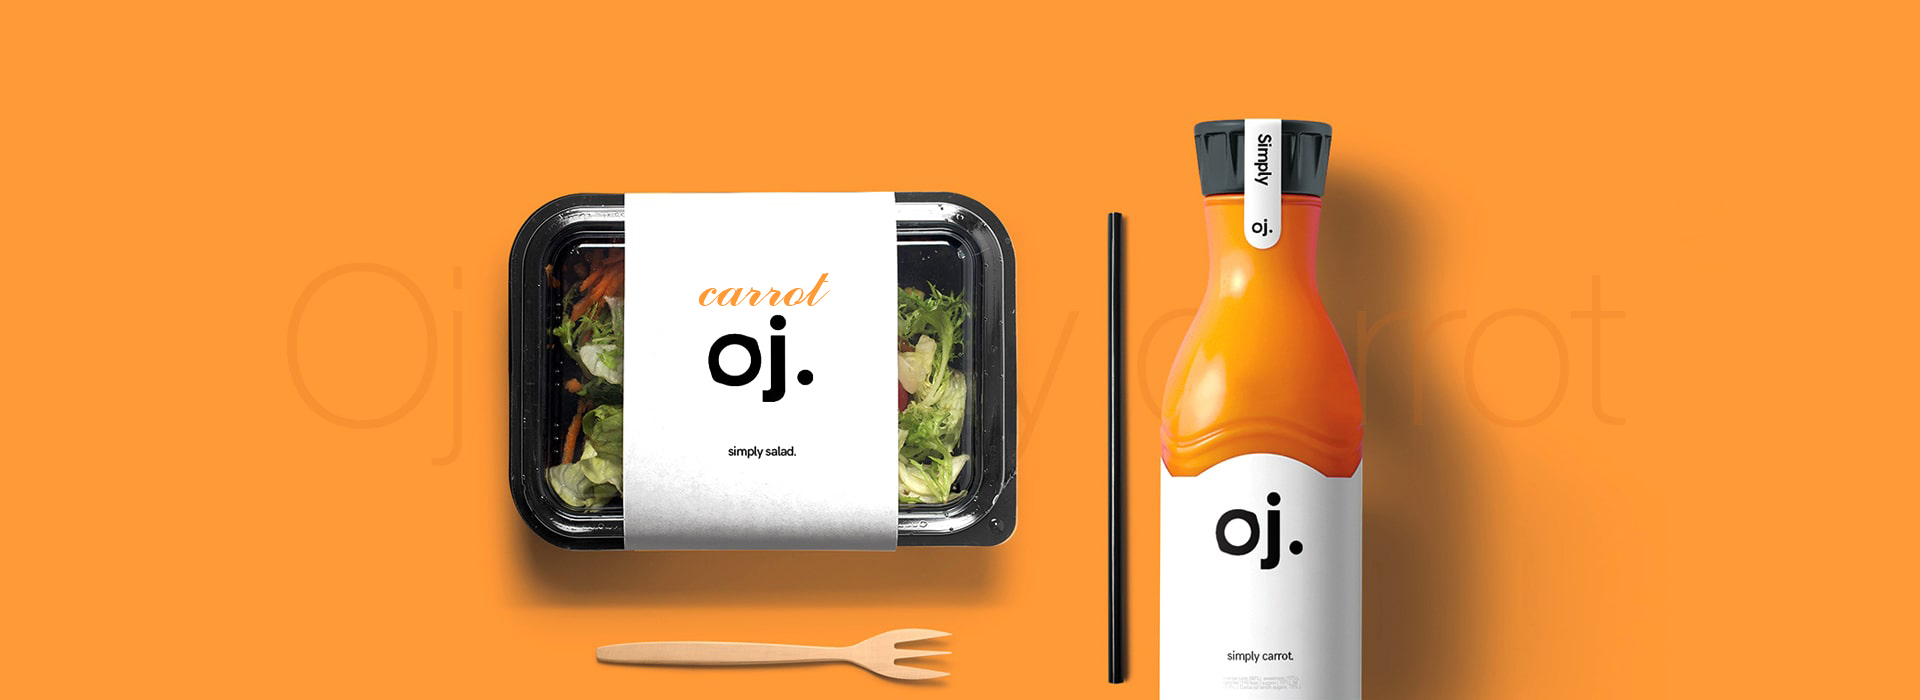 carrot
oj.
simply salad.
Simply
oj.
oj.
simply carrot.